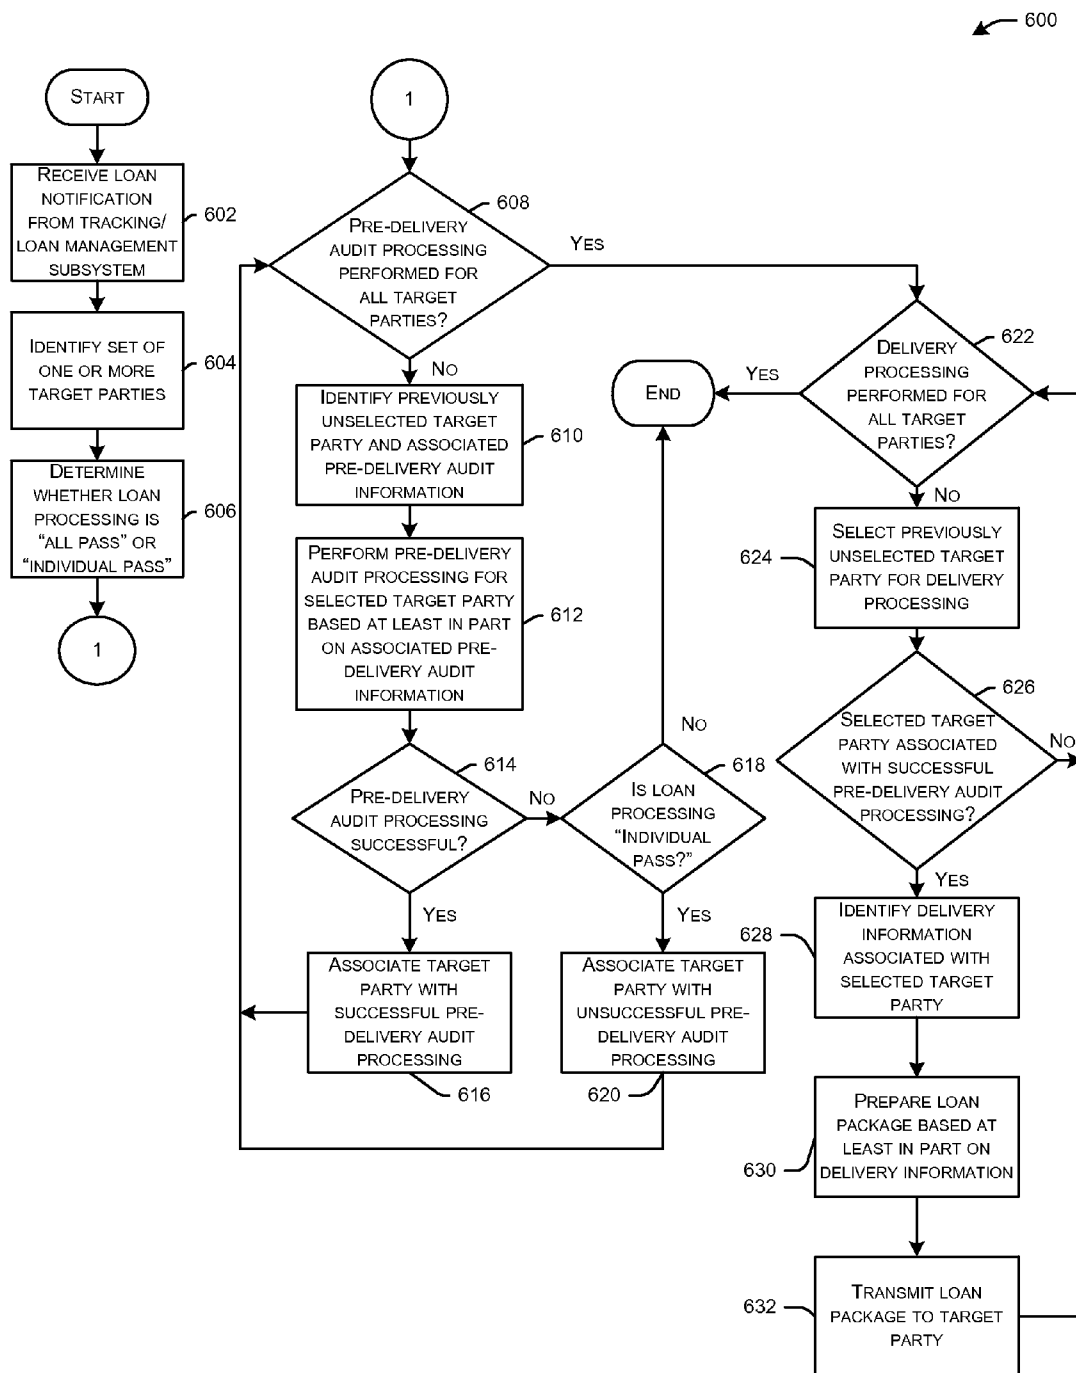 600
START
RECEIVE LOAN
NOTIFICATION
FROM TRACKING/
LOAN MANAGEMENT
SUBSYSTEM
602
IDENTIFY SET OF
ONE OR MORE
TARGET PARTIES
604
DETERMINE
WHETHER LOAN
PROCESSING IS
“ALL PASS” OR
“INDIVIDUAL PASS”
606
1
1
PRE-DELIVERY
AUDIT PROCESSING
PERFORMED FOR
ALL TARGET
PARTIES?
608
YES
NO
IDENTIFY PREVIOUSLY
UNSELECTED TARGET
PARTY AND ASSOCIATED
PRE-DELIVERY AUDIT
INFORMATION
610
PERFORM PRE-DELIVERY
AUDIT PROCESSING FOR
SELECTED TARGET PARTY
BASED AT LEAST IN PART
ON ASSOCIATED PRE-
DELIVERY AUDIT
INFORMATION
612
PRE-DELIVERY
AUDIT PROCESSING
SUCCESSFUL?
614
NO
YES
ASSOCIATE TARGET
PARTY WITH
SUCCESSFUL PRE-
DELIVERY AUDIT
PROCESSING
616
IS LOAN
PROCESSING
“INDIVIDUAL
PASS?”
618
NO
YES
ASSOCIATE TARGET
PARTY WITH
UNSUCCESSFUL PRE-
DELIVERY AUDIT
PROCESSING
620
END
DELIVERY
PROCESSING
PERFORMED FOR
ALL TARGET
PARTIES?
622
YES
NO
SELECT PREVIOUSLY
UNSELECTED TARGET
PARTY FOR DELIVERY
PROCESSING
624
SELECTED TARGET
PARTY ASSOCIATED
WITH SUCCESSFUL
PRE-DELIVERY AUDIT
PROCESSING?
626
NO
YES
IDENTIFY DELIVERY
INFORMATION
ASSOCIATED WITH
SELECTED TARGET
PARTY
628
PREPARE LOAN
PACKAGE BASED AT
LEAST IN PART ON
DELIVERY INFORMATION
630
TRANSMIT LOAN
PACKAGE TO TARGET
PARTY
632